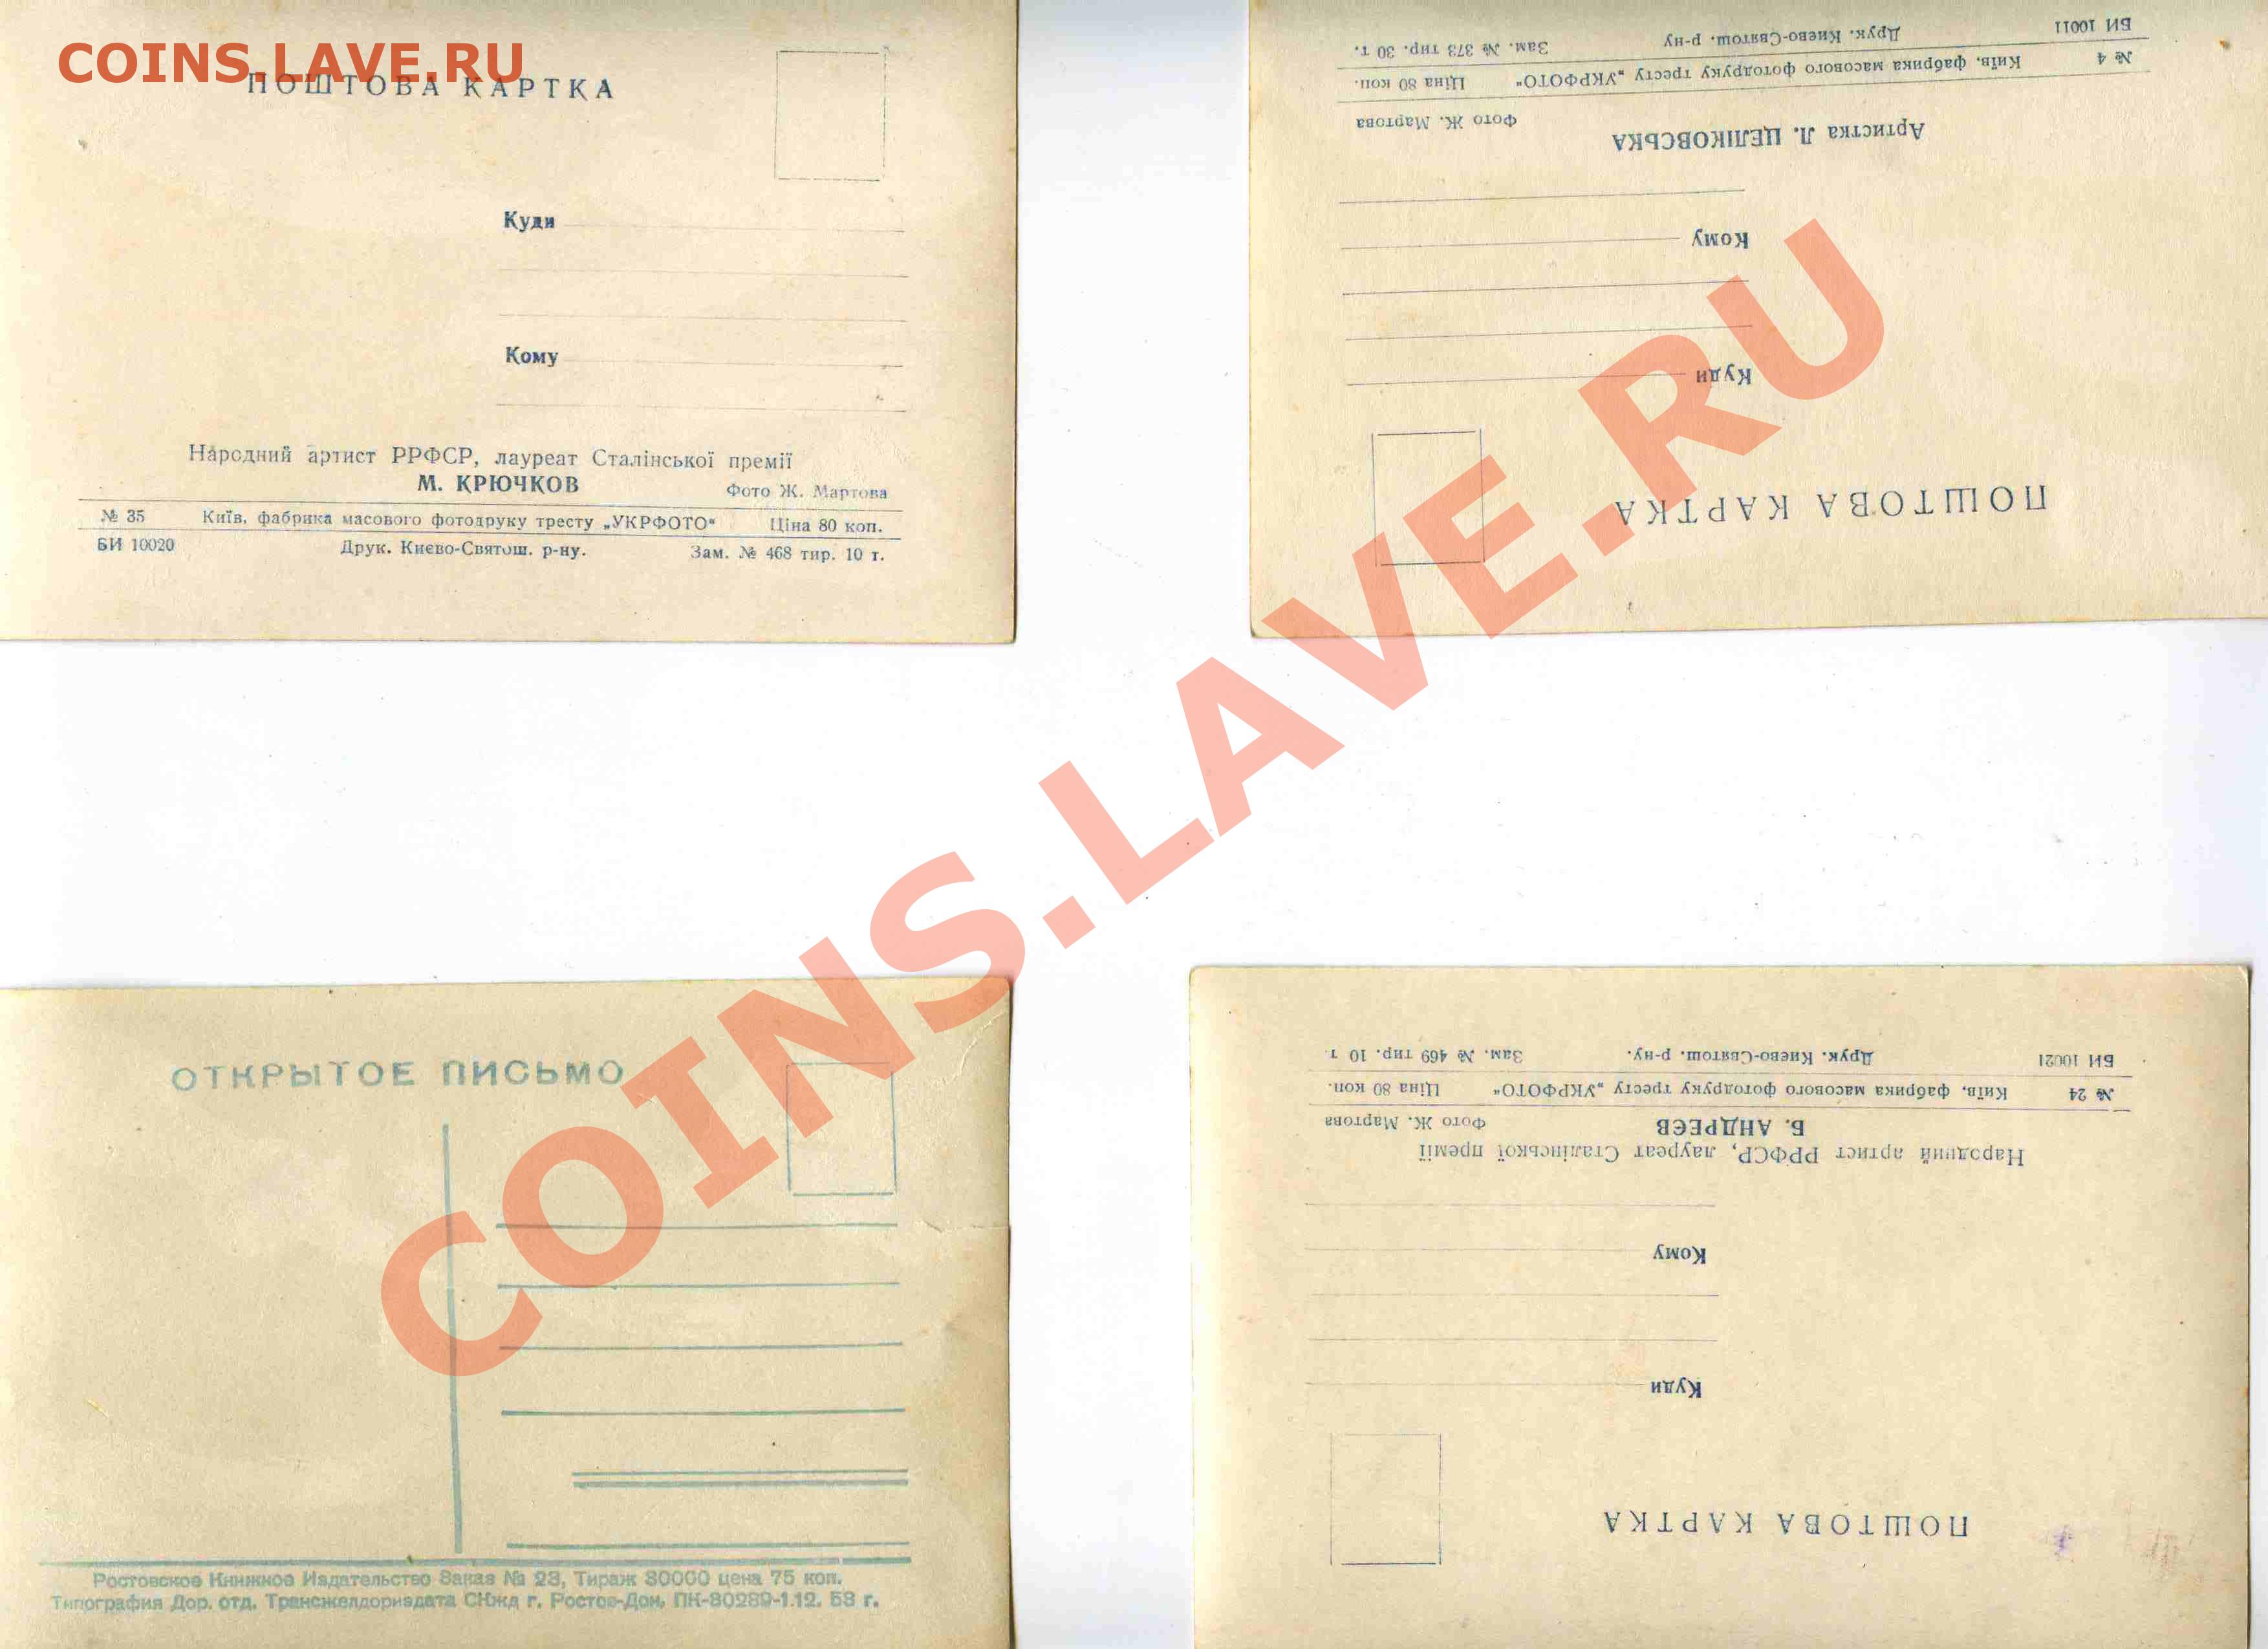 COINS.LAVE.RU
ПОШТОВА КАРТКА
Куди
Кому
Народний артист РРФСР, лауреат Сталінської премії
М. КРЮЧКОВ
Фото Ж. Мартова
№ 35 Київ, фабрика масового фотодруку тресту „УКРФОТО“ Ціна 80 коп.
БИ 10020 Друк. Києво-Святош. р-ну. Зам. № 468 тир. 10 т.
ПОШТОВА КАРТКА
Куди
Кому
Артистка Л. ЦЕЛІКОВСЬКА
Фото Ж. Мартова
№ 4 Київ, фабрика масового фотодруку тресту „УКРФОТО“ Ціна 80 коп.
БИ 10011 Друк. Києво-Святош. р-ну Зам. № 373 тир. 30 т.
COINS.LAVE.RU
ОТКРЫТОЕ ПИСЬМО
Ростовское Книжное Издательство Заказ № 23, Тираж 30000 цена 75 коп.
Типография Дор. отд. Трансжелдориздата СКжд г. Ростов-Дон, ПК-80289-1.12. 53 г.
ПОШТОВА КАРТКА
Куди
Кому
Народний артист РРФСР, лауреат Сталінської премії
Б. АНДРЕЄВ
Фото Ж. Мартова
№ 24 Київ, фабрика масового фотодруку тресту „УКРФОТО“ Ціна 80 коп.
БИ 10021 Друк. Києво-Святош. р-ну. Зам. № 469 тир. 10 т.